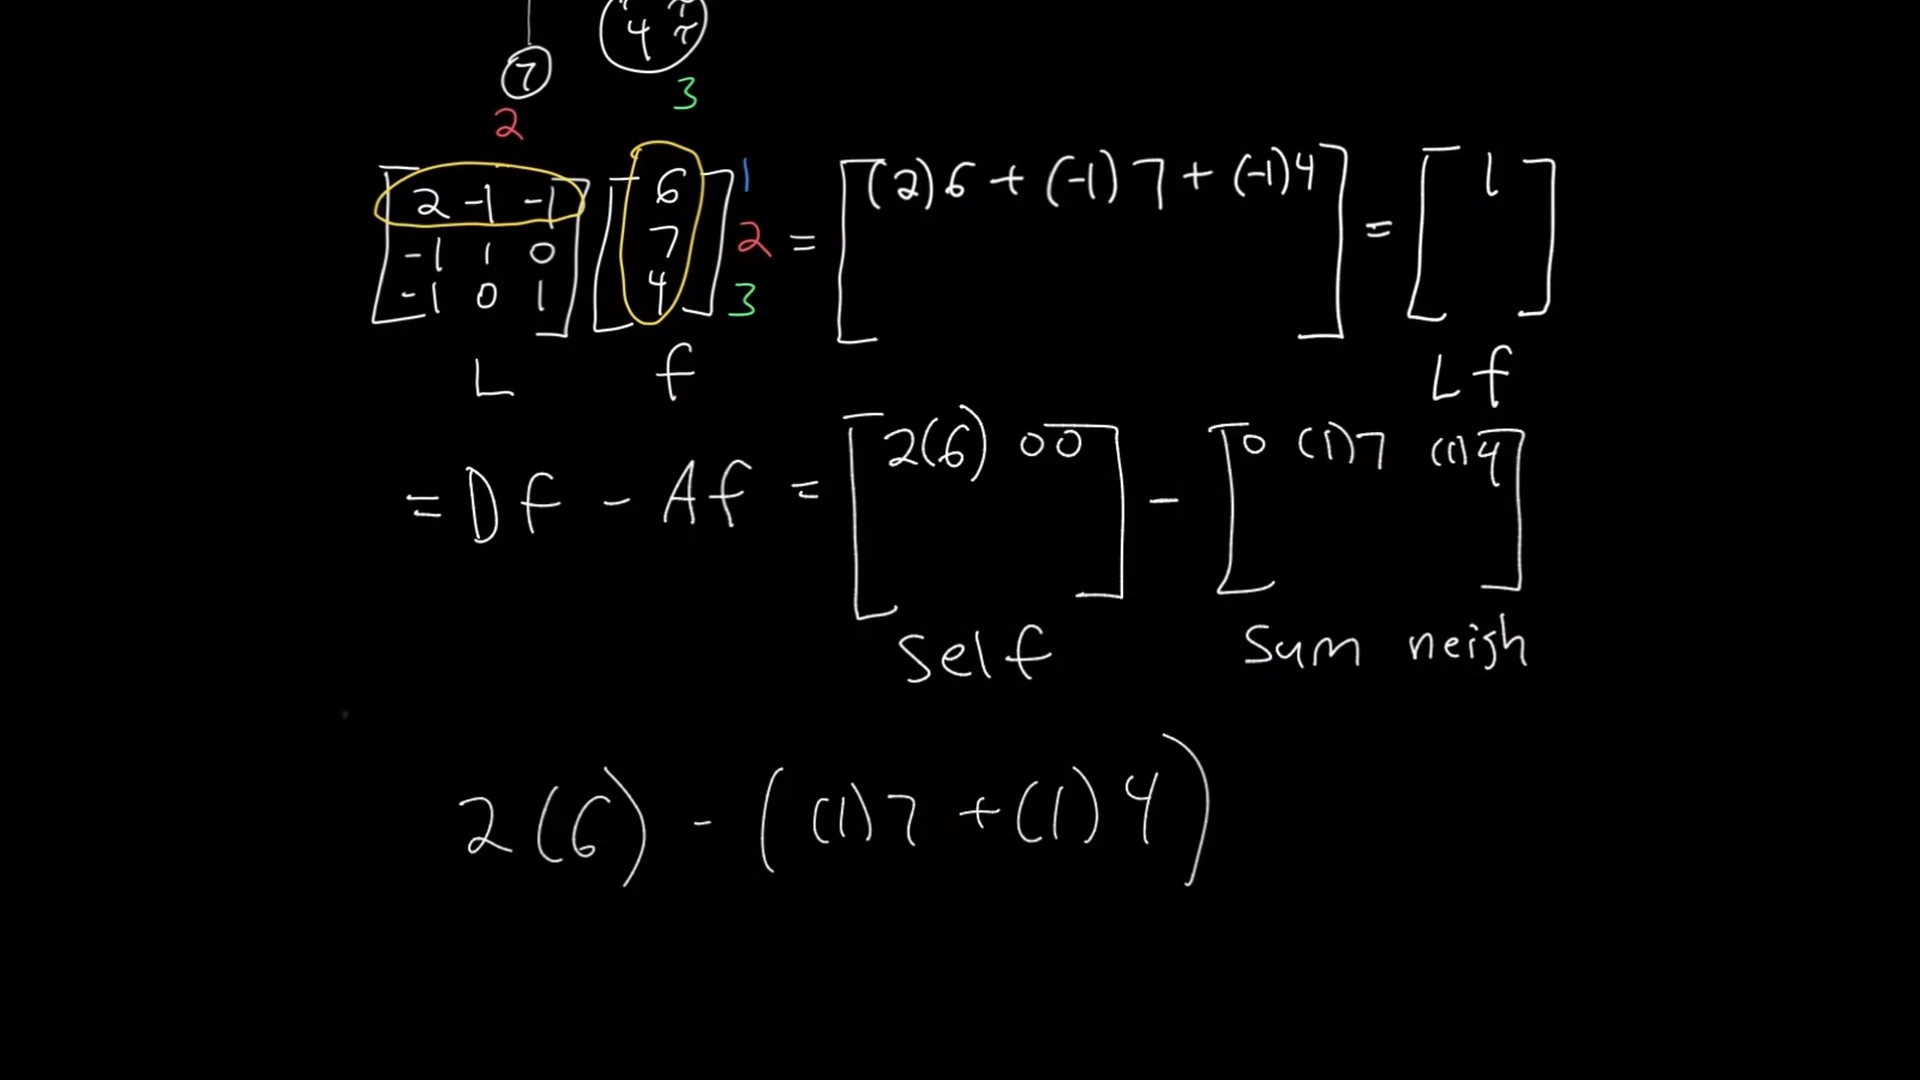 4
7
3
2
[2 -1 -1] [6] 1
[-1 1 0] [7] 2 = [(2)6 + (-1)7 + (-1)4] = [1]
[-1 0 1] [4] 3
L f Lf
= Df - Af = [2(6) 0 0] - [0 (1)7 (1)4]
Self Sum neigh
2(6) - ((1)7 + (1)4)